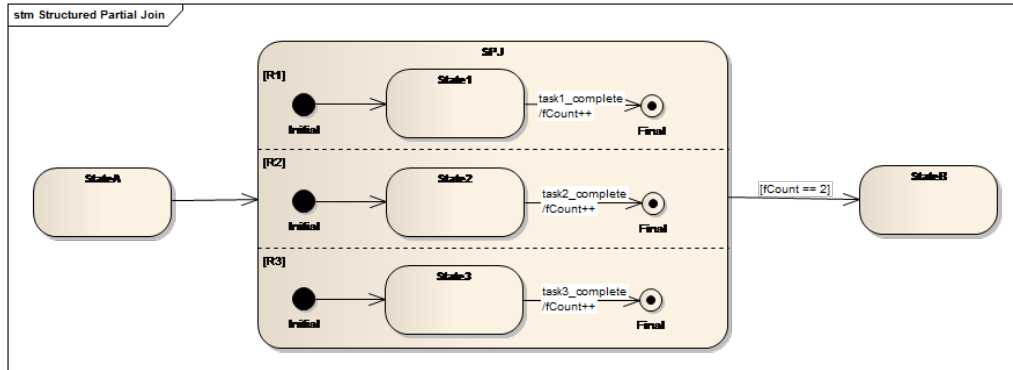 stm Structured Partial Join
SPJ
[R1]
State1
task1_complete
/fCount++
Initial
Final
[R2]
StateA
State2
StateB
task2_complete
/fCount++
[fCount == 2]
Initial
Final
[R3]
State3
task3_complete
/fCount++
Initial
Final